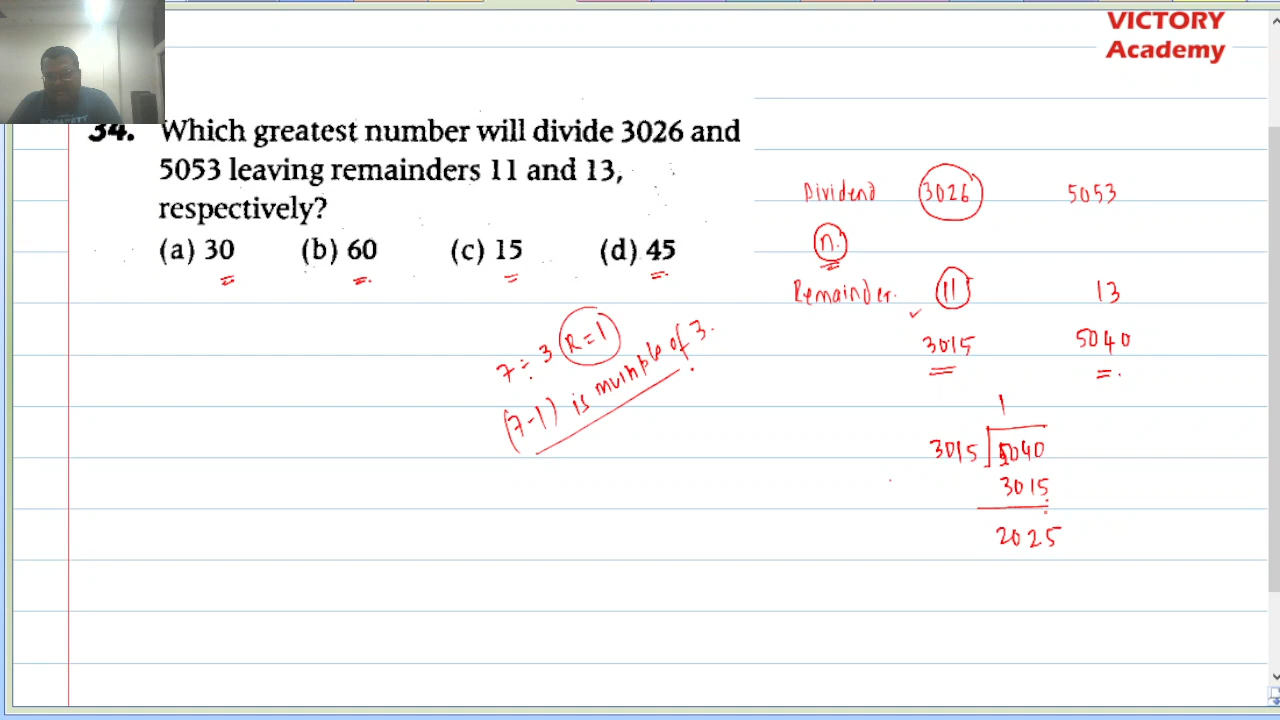 VICTORY
Academy
34. Which greatest number will divide 3026 and
5053 leaving remainders 11 and 13,
respectively?
(a) 30 (b) 60 (c) 15 (d) 45
Dividend 3026 5053
n.
Remainder. 11 13
3015 5040
7 ÷ 3 R = 1
(7-1) is multiple of 3.
1
3015 5040
3015
2025